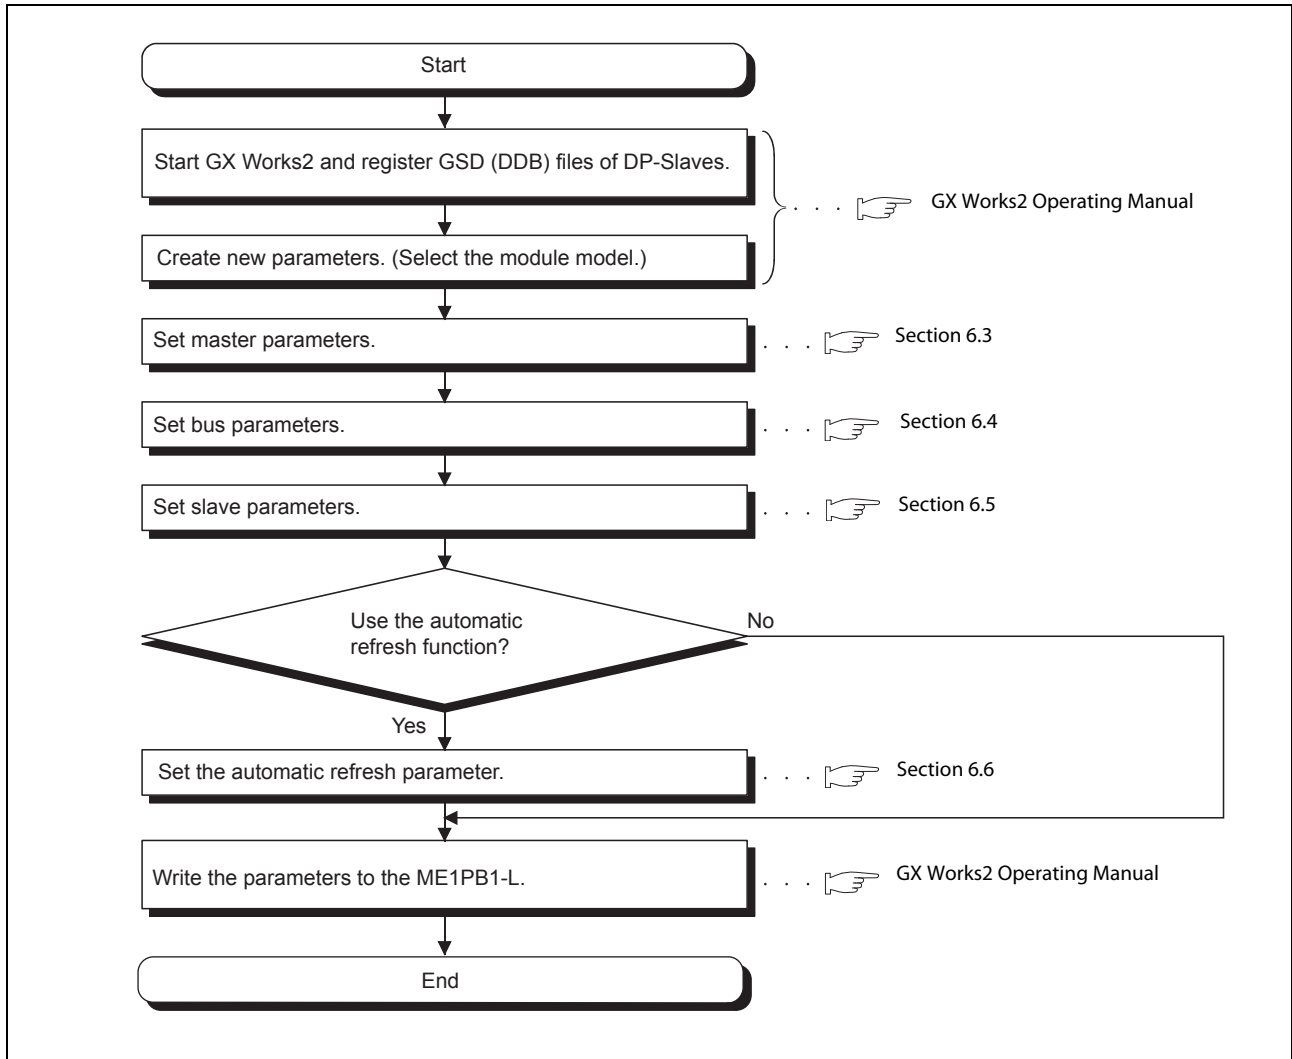 Start
Start GX Works2 and register GSD (DDB) files of DP-Slaves.
GX Works2 Operating Manual
Create new parameters. (Select the module model.)
Set master parameters.
Section 6.3
Set bus parameters.
Section 6.4
Set slave parameters.
Section 6.5
Use the automatic
refresh function?
No
Yes
Set the automatic refresh parameter.
Section 6.6
Write the parameters to the ME1PB1-L.
GX Works2 Operating Manual
End